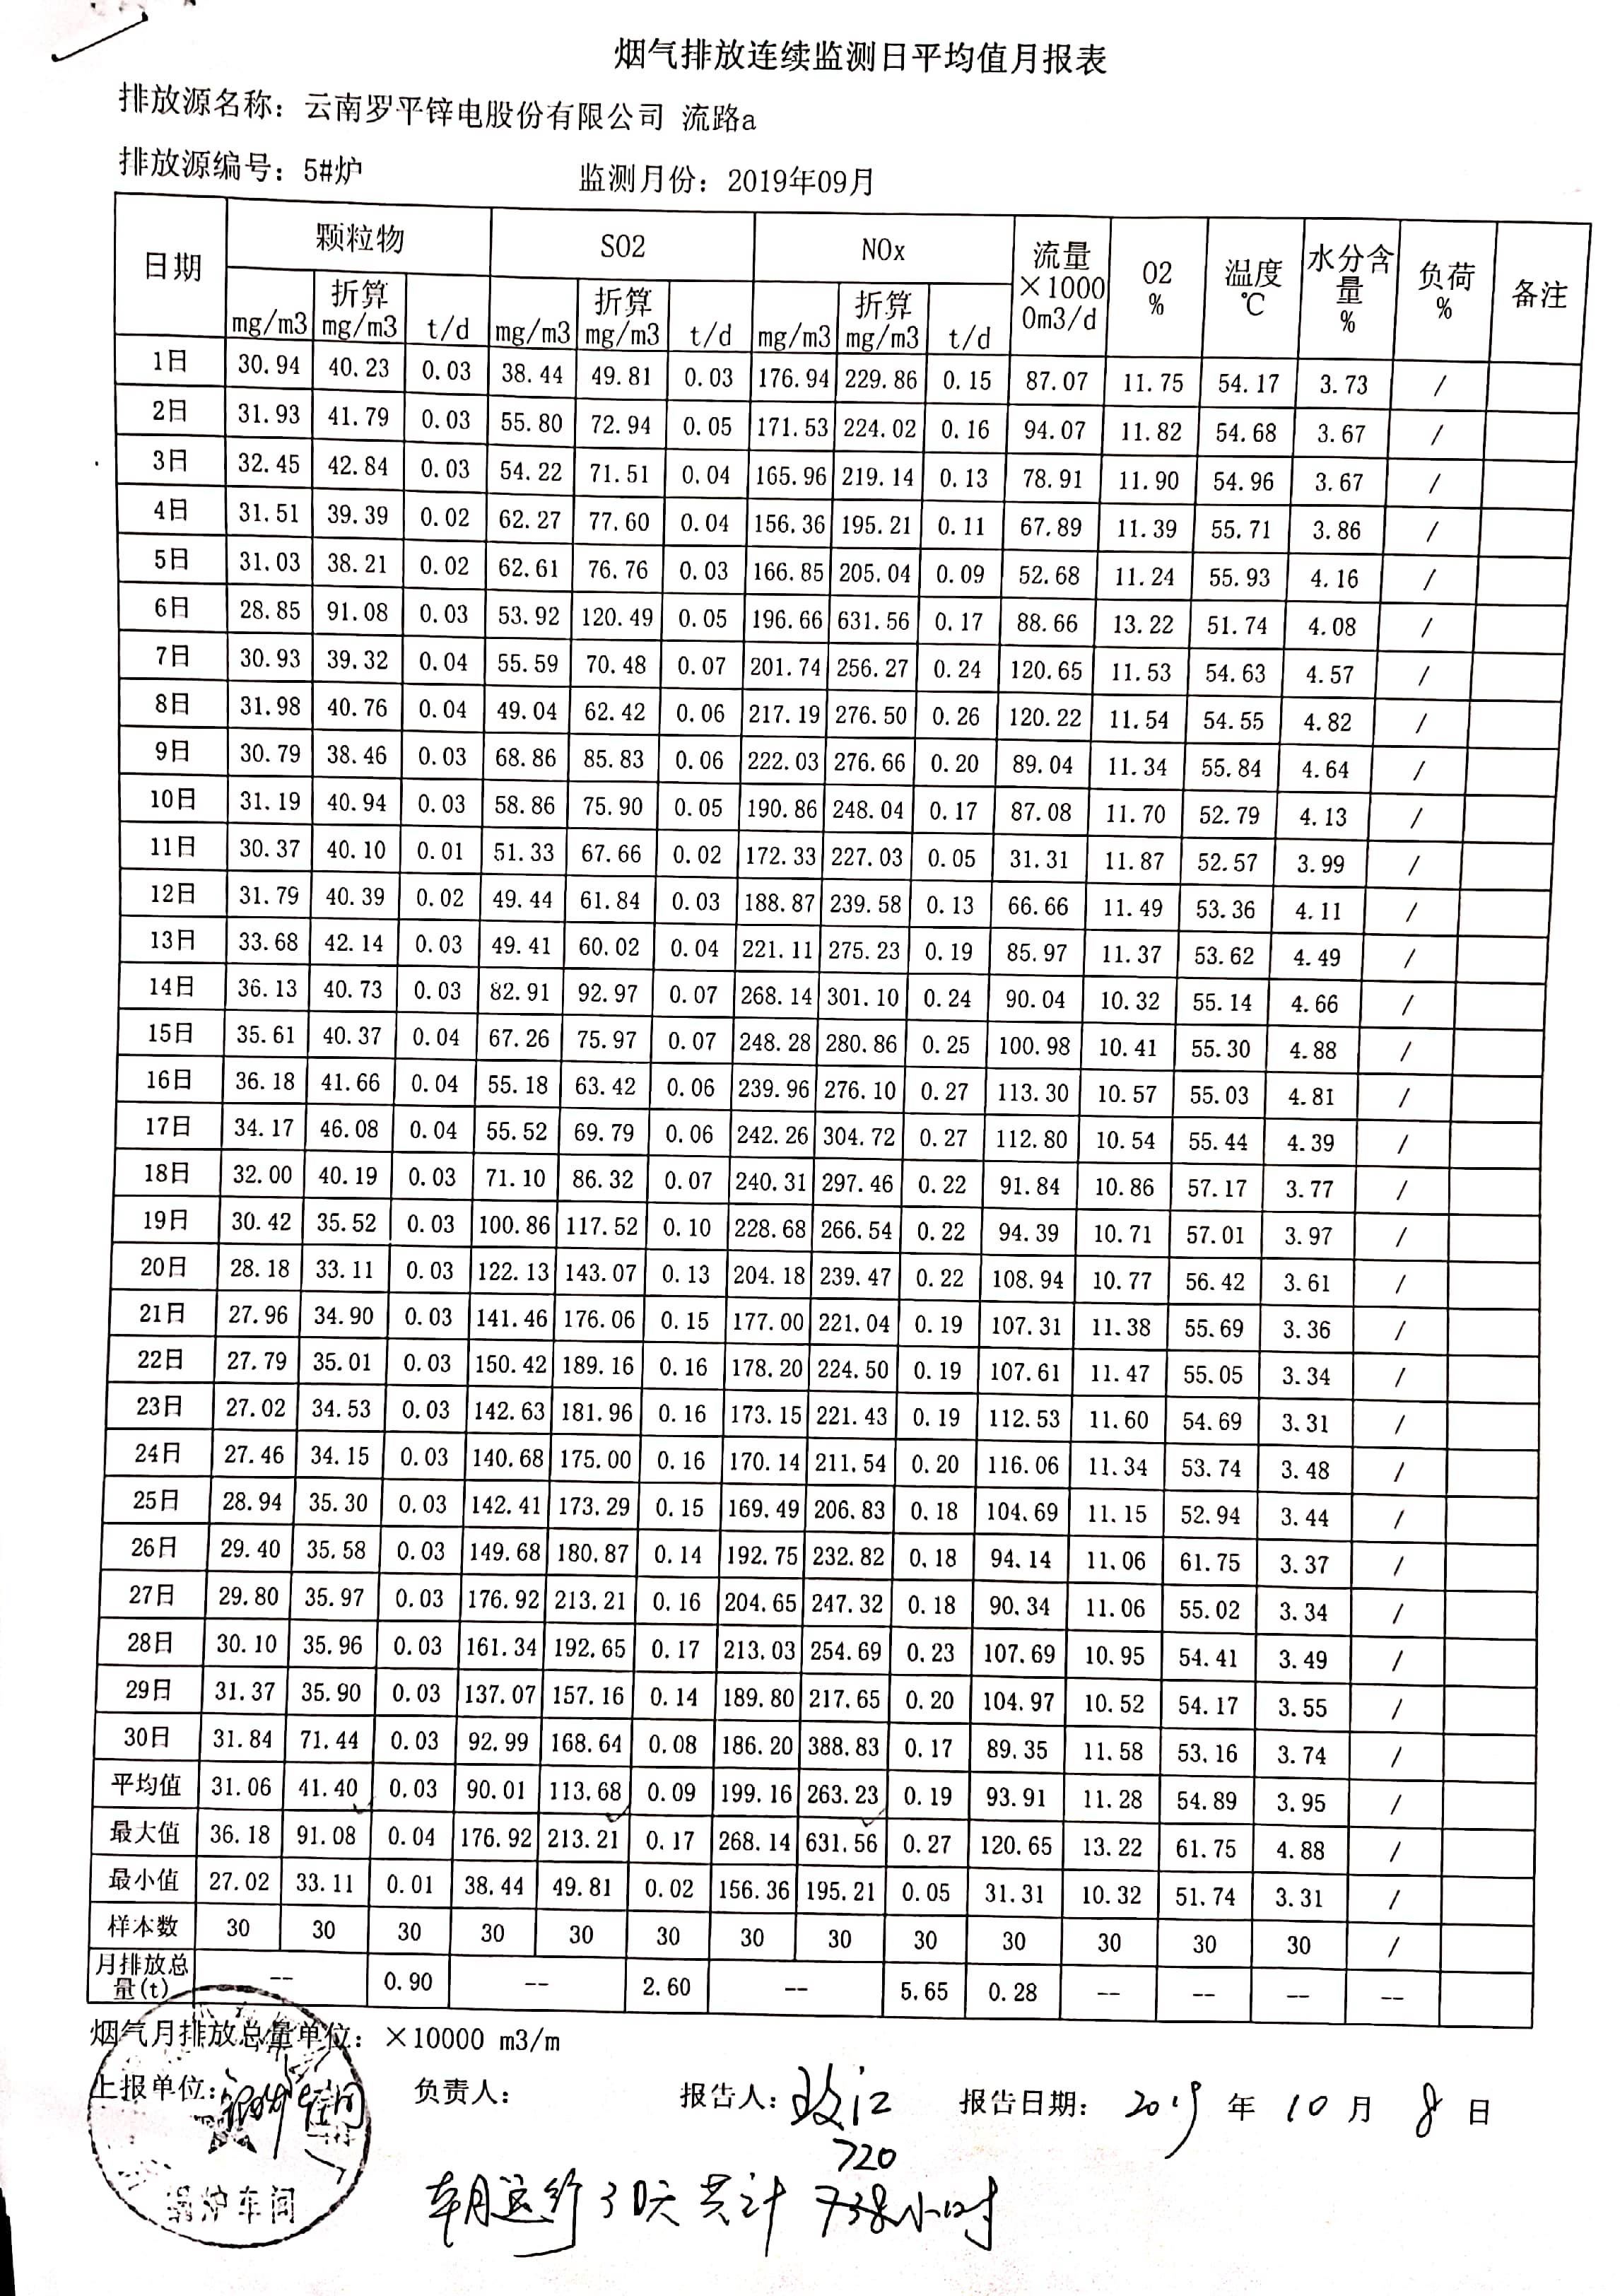 烟气排放连续监测日平均值月报表
排放源名称：云南罗平锌电股份有限公司 流路a
排放源编号：5#炉 监测月份：2019年09月
日期 颗粒物 SO2 NOx 流量×10000m3/d O2 % 温度 ℃ 水分含量 % 负荷 % 备注
mg/m3 折算mg/m3 t/d mg/m3 折算mg/m3 t/d mg/m3 折算mg/m3 t/d
1日 30.94 40.23 0.03 38.44 49.81 0.03 176.94 229.86 0.15 87.07 11.75 54.17 3.73 /
2日 31.93 41.79 0.03 55.80 72.94 0.05 171.53 224.02 0.16 94.07 11.82 54.68 3.67 /
3日 32.45 42.84 0.03 54.22 71.51 0.04 165.96 219.14 0.13 78.91 11.90 54.96 3.67 /
4日 31.51 39.39 0.02 62.27 77.60 0.04 156.36 195.21 0.11 67.89 11.39 55.71 3.86 /
5日 31.03 38.21 0.02 62.61 76.76 0.03 166.85 205.04 0.09 52.68 11.24 55.93 4.16 /
6日 28.85 91.08 0.03 53.92 120.49 0.05 196.66 631.56 0.17 88.66 13.22 51.74 4.08 /
7日 30.93 39.32 0.04 55.59 70.48 0.07 201.74 256.27 0.24 120.65 11.53 54.63 4.57 /
8日 31.98 40.76 0.04 49.04 62.42 0.06 217.19 276.50 0.26 120.22 11.54 54.55 4.82 /
9日 30.79 38.46 0.03 68.86 85.83 0.06 222.03 276.66 0.20 89.04 11.34 55.84 4.64 /
10日 31.19 40.94 0.03 58.86 75.90 0.05 190.86 248.04 0.17 87.08 11.70 52.79 4.13 /
11日 30.37 40.10 0.01 51.33 67.66 0.02 172.33 227.03 0.05 31.31 11.87 52.57 3.99 /
12日 31.79 40.39 0.02 49.44 61.84 0.03 188.87 239.58 0.13 66.66 11.49 53.36 4.11 /
13日 33.68 42.14 0.03 49.41 60.02 0.04 221.11 275.23 0.19 85.97 11.37 53.62 4.49 /
14日 36.13 40.73 0.03 82.91 92.97 0.07 268.14 301.10 0.24 90.04 10.32 55.14 4.66 /
15日 35.61 40.37 0.04 67.26 75.97 0.07 248.28 280.86 0.25 100.98 10.41 55.30 4.88 /
16日 36.18 41.66 0.04 55.18 63.42 0.06 239.96 276.10 0.27 113.30 10.57 55.03 4.81 /
17日 34.17 46.08 0.04 55.52 69.79 0.06 242.26 304.72 0.27 112.80 10.54 55.44 4.39 /
18日 32.00 40.19 0.03 71.10 86.32 0.07 240.31 297.46 0.22 91.84 10.86 57.17 3.77 /
19日 30.42 35.52 0.03 100.86 117.52 0.10 228.68 266.54 0.22 94.39 10.71 57.01 3.97 /
20日 28.18 33.11 0.03 122.13 143.07 0.13 204.18 239.47 0.22 108.94 10.77 56.42 3.61 /
21日 27.96 34.90 0.03 141.46 176.06 0.15 177.00 221.04 0.19 107.31 11.38 55.69 3.36 /
22日 27.79 35.01 0.03 150.42 189.16 0.16 178.20 224.50 0.19 107.61 11.47 55.05 3.34 /
23日 27.02 34.53 0.03 142.63 181.96 0.16 173.15 221.43 0.19 112.53 11.60 54.69 3.31 /
24日 27.46 34.15 0.03 140.68 175.00 0.16 170.14 211.54 0.20 116.06 11.34 53.74 3.48 /
25日 28.94 35.30 0.03 142.41 173.29 0.15 169.49 206.83 0.18 104.69 11.15 52.94 3.44 /
26日 29.40 35.58 0.03 149.68 180.87 0.14 192.75 232.82 0.18 94.14 11.06 61.75 3.37 /
27日 29.80 35.97 0.03 176.92 213.21 0.16 204.65 247.32 0.18 90.34 11.06 55.02 3.34 /
28日 30.10 35.96 0.03 161.34 192.65 0.17 213.03 254.69 0.23 107.69 10.95 54.41 3.49 /
29日 31.37 35.90 0.03 137.07 157.16 0.14 189.80 217.65 0.20 104.97 10.52 54.17 3.55 /
30日 31.84 71.44 0.03 92.99 168.64 0.08 186.20 388.83 0.17 89.35 11.58 53.16 3.74 /
平均值 31.06 41.40 0.03 90.01 113.68 0.09 199.16 263.23 0.19 93.91 11.28 54.89 3.95 /
最大值 36.18 91.08 0.04 176.92 213.21 0.17 268.14 631.56 0.27 120.65 13.22 61.75 4.88 /
最小值 27.02 33.11 0.01 38.44 49.81 0.02 156.36 195.21 0.05 31.31 10.32 51.74 3.31 /
样本数 30 30 30 30 30 30 30 30 30 30 30 30 30 /
月排放总量(t) -- 0.90 -- 2.60 -- 5.65 0.28 -- -- -- --
烟气月排放总量单位：×10000 m3/m
上报单位：锅炉车间 负责人： 报告人： 报告日期：2019 年 10 月 8 日
720
本月运行30天共计 738小时
锅炉车间